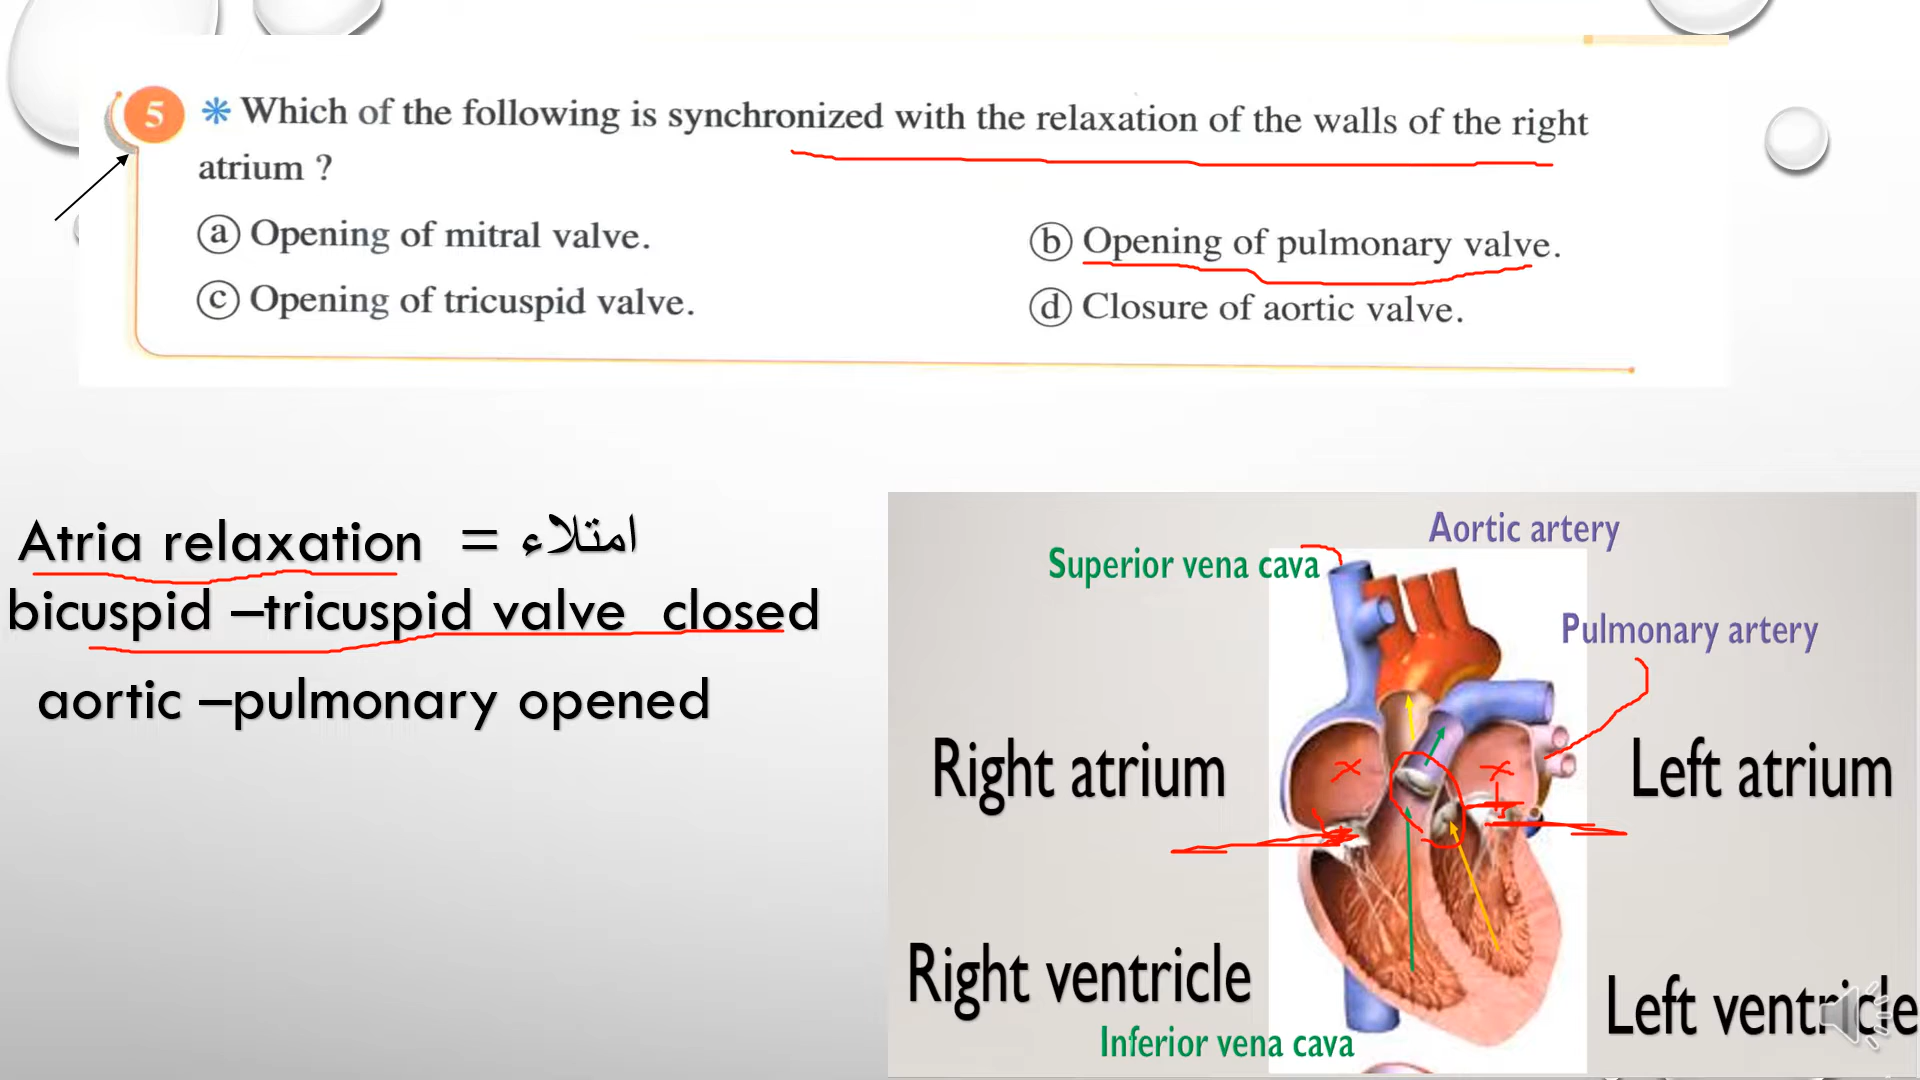 5 * Which of the following is synchronized with the relaxation of the walls of the right
atrium ?
a Opening of mitral valve.
b Opening of pulmonary valve.
c Opening of tricuspid valve.
d Closure of aortic valve.
Atria relaxation = امتلاء
bicuspid –tricuspid valve closed
aortic –pulmonary opened
Aortic artery
Superior vena cava
Pulmonary artery
Right atrium
Left atrium
Right ventricle
Left ventricle
Inferior vena cava